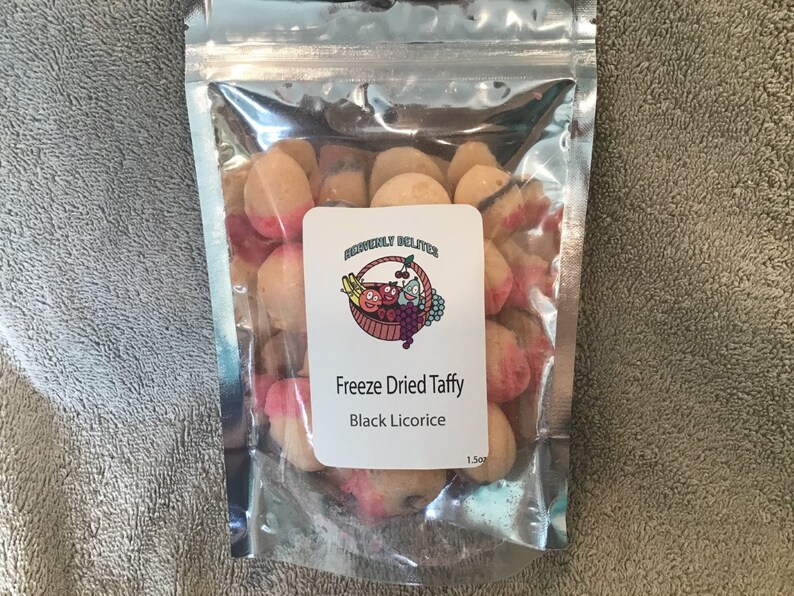 HEAVENLY DELITES
Freeze Dried Taffy
Black Licorice
1.5oz